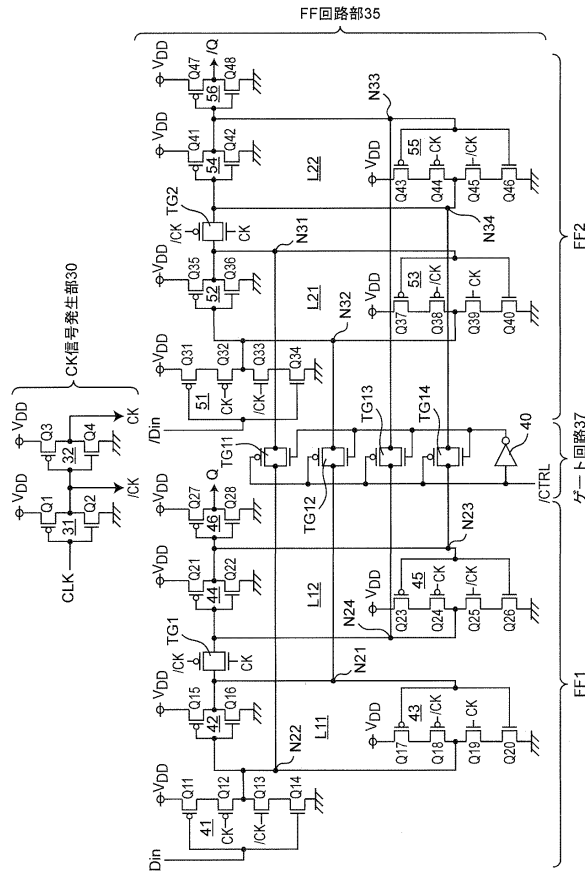 CK信号発生部30
VDD
VDD
Q1
Q3
31
32
Q2
Q4
CLK
/CK
CK
FF回路部35
Din
VDD
Q11
Q12
41
CK
/CK
Q13
Q14
N22
VDD
Q15
42
Q16
L11
VDD
Q17
43
Q18
/CK
Q19
CK
Q20
TG1
/CK
CK
N21
N24
VDD
Q21
44
Q22
L12
VDD
Q23
45
Q24
CK
Q25
/CK
Q26
VDD
Q27
46
Q28
Q
N23
TG11
TG12
TG13
TG14
/CTRL
40
/Din
VDD
Q31
Q32
51
CK
/CK
Q33
Q34
N32
VDD
Q35
52
Q36
L21
VDD
Q37
53
Q38
/CK
Q39
CK
Q40
TG2
/CK
CK
N31
N34
VDD
Q41
54
Q42
L22
VDD
Q43
55
Q44
CK
Q45
/CK
Q46
VDD
Q47
56
Q48
/Q
N33
FF1
ゲート回路37
FF2